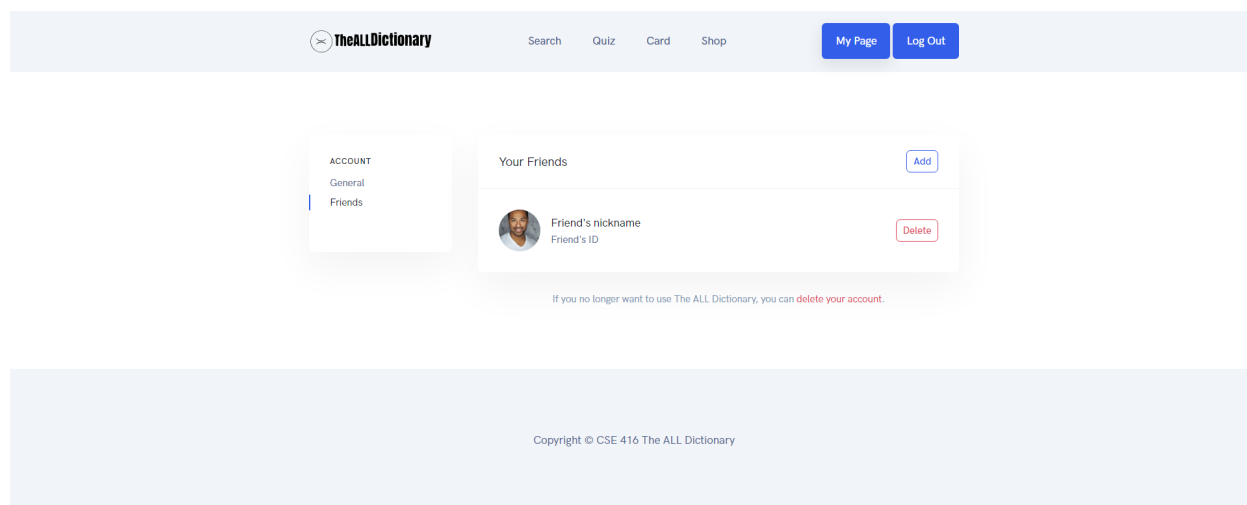 TheALLDictionary
Search Quiz Card Shop My Page Log Out
ACCOUNT
General
Friends
Your Friends Add
Friend's nickname
Friend's ID
Delete
If you no longer want to use The ALL Dictionary, you can delete your account.
Copyright © CSE 416 The ALL Dictionary